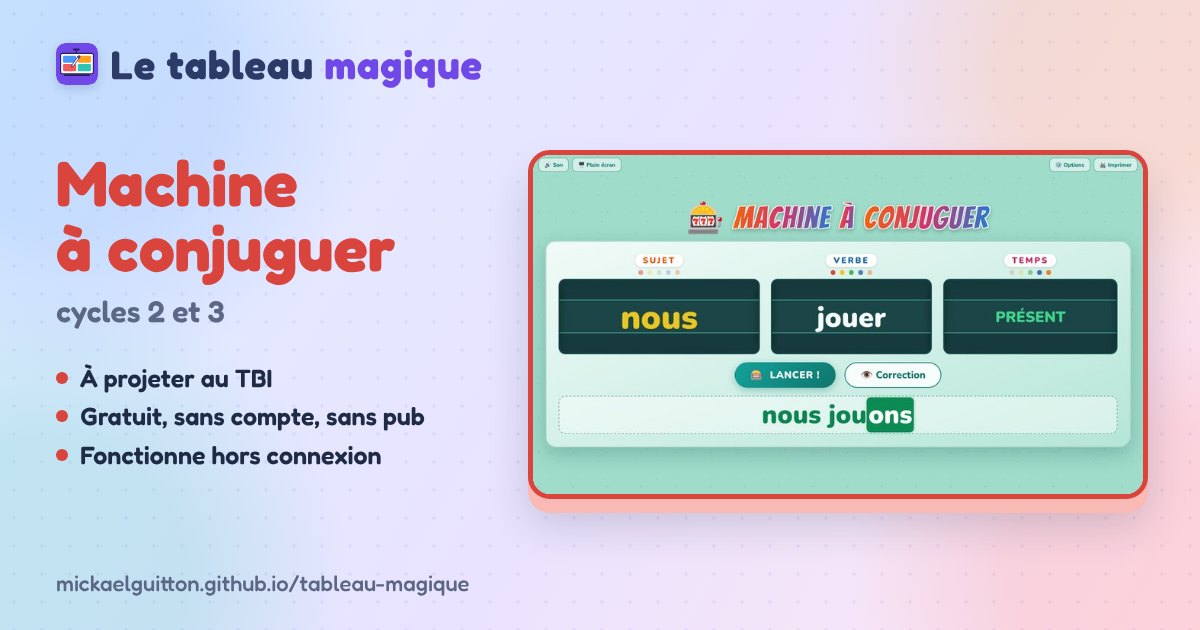 Le tableau magique
Machine
à conjuguer
cycles 2 et 3
À projeter au TBI
Gratuit, sans compte, sans pub
Fonctionne hors connexion
mickaelguitton.github.io/tableau-magique
Son
Plein écran
Options
Imprimer
MACHINE À CONJUGUER
SUJET
VERBE
TEMPS
nous
jouer
PRÉSENT
LANCER !
Correction
nous jouons